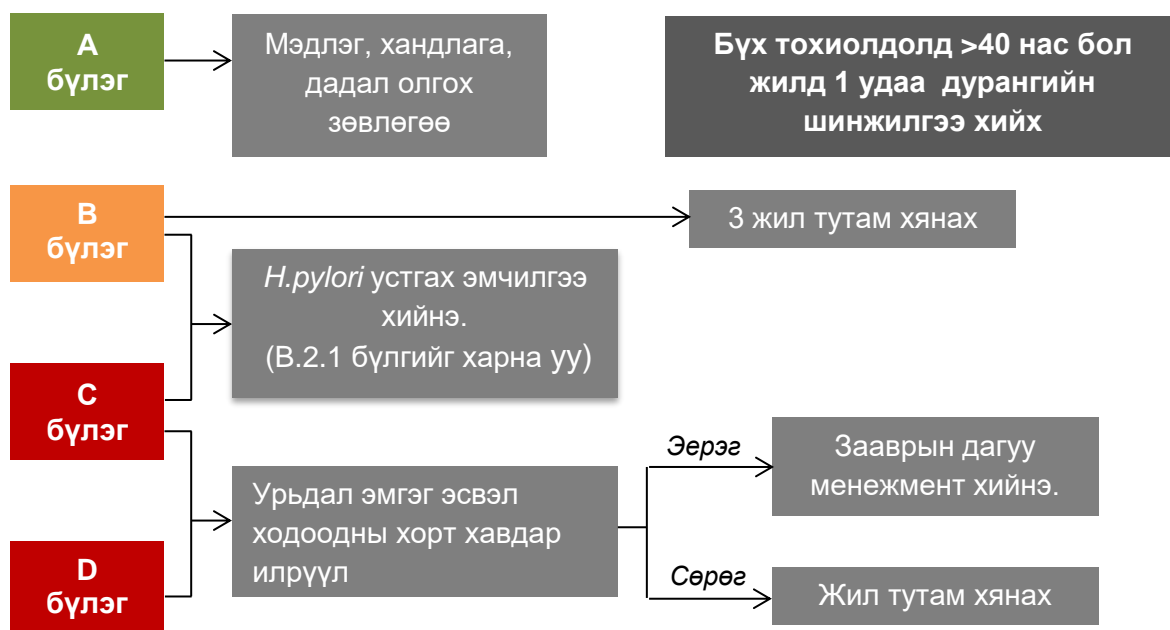 А
бүлэг
Мэдлэг, хандлага,
дадал олгох
зөвлөгөө
Бүх тохиолдолд >40 нас бол
жилд 1 удаа дурангийн
шинжилгээ хийх
B
бүлэг
3 жил тутам хянах
H.pylori устгах эмчилгээ
хийнэ.
(B.2.1 бүлгийг харна уу)
C
бүлэг
Эерэг
Зааврын дагуу
менежмент хийнэ.
Урьдал эмгэг эсвэл
ходоодны хорт хавдар
илрүүл
D
бүлэг
Сөрөг
Жил тутам хянах